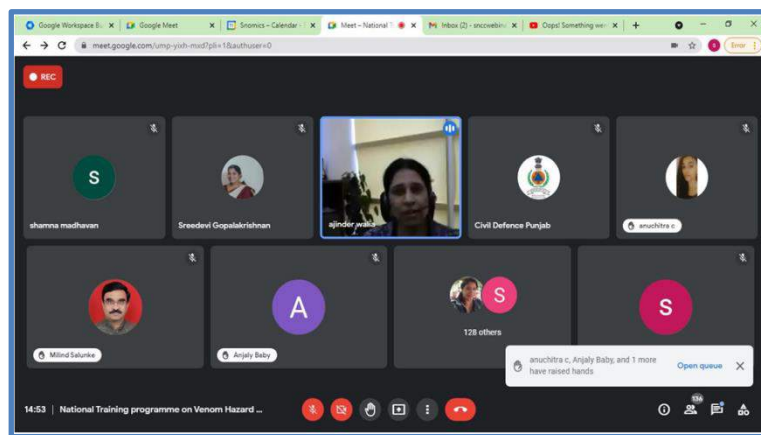 Google Workspace Ba
Google Meet
Snomics – Calendar -
Meet – National T
Inbox (2) - snccwebin
Oops! Something wen
meet.google.com/ump-yixh-mxd?pli=1&authuser=0
S
Error
REC
S
shamna madhavan
Sreedevi Gopalakrishnan
ajinder walia
Civil Defence Punjab
anuchitra c
Milind Salunke
A
Anjaly Baby
S
128 others
S
anuchitra c, Anjaly Baby, and 1 more
have raised hands
Open queue
14:53 | National Training programme on Venom Hazard ...
136